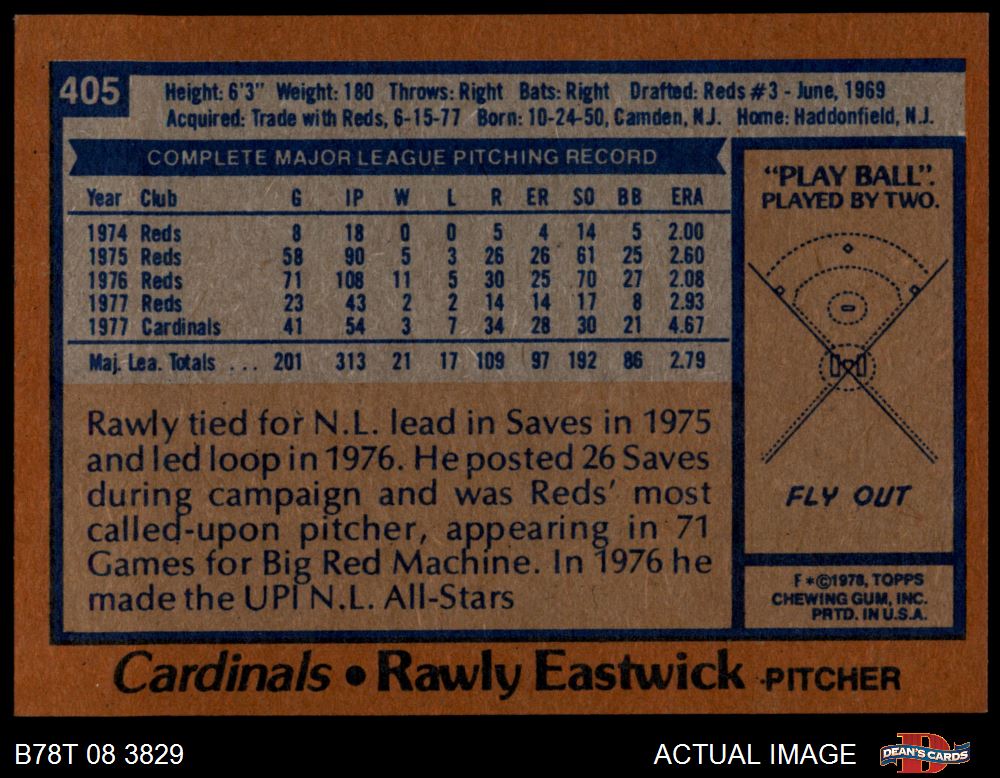 405
Height: 6'3" Weight: 180 Throws: Right Bats: Right Drafted: Reds #3 - June, 1969
Acquired: Trade with Reds, 6-15-77 Born: 10-24-50, Camden, N.J. Home: Haddonfield, N.J.
COMPLETE MAJOR LEAGUE PITCHING RECORD
Year Club G IP W L R ER SO BB ERA
1974 Reds 8 18 0 0 5 4 14 5 2.00
1975 Reds 58 90 5 3 26 26 61 25 2.60
1976 Reds 71 108 11 5 30 25 70 27 2.08
1977 Reds 23 43 2 2 14 14 17 8 2.93
1977 Cardinals 41 54 3 7 34 28 30 21 4.67
Maj. Lea. Totals ... 201 313 21 17 109 97 192 86 2.79
Rawly tied for N.L. lead in Saves in 1975
and led loop in 1976. He posted 26 Saves
during campaign and was Reds' most
called-upon pitcher, appearing in 71
Games for Big Red Machine. In 1976 he
made the UPI N.L. All-Stars
"PLAY BALL".
PLAYED BY TWO.
FLY OUT
F*©1978, TOPPS
CHEWING GUM, INC.
PRTD. IN U.S.A.
Cardinals • Rawly Eastwick PITCHER
B78T 08 3829
ACTUAL IMAGE
D
DEAN'S CARDS